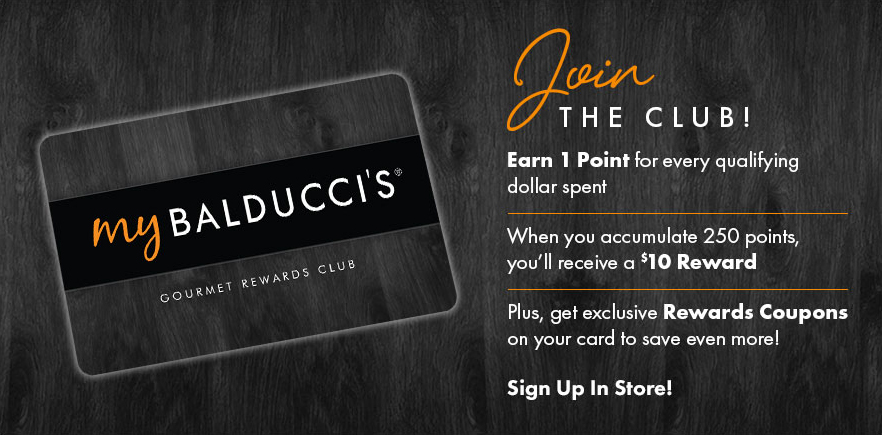 my BALDUCCI'S®
GOURMET REWARDS CLUB
Join
THE CLUB!
Earn 1 Point for every qualifying
dollar spent
When you accumulate 250 points,
you'll receive a $10 Reward
Plus, get exclusive Rewards Coupons
on your card to save even more!
Sign Up In Store!